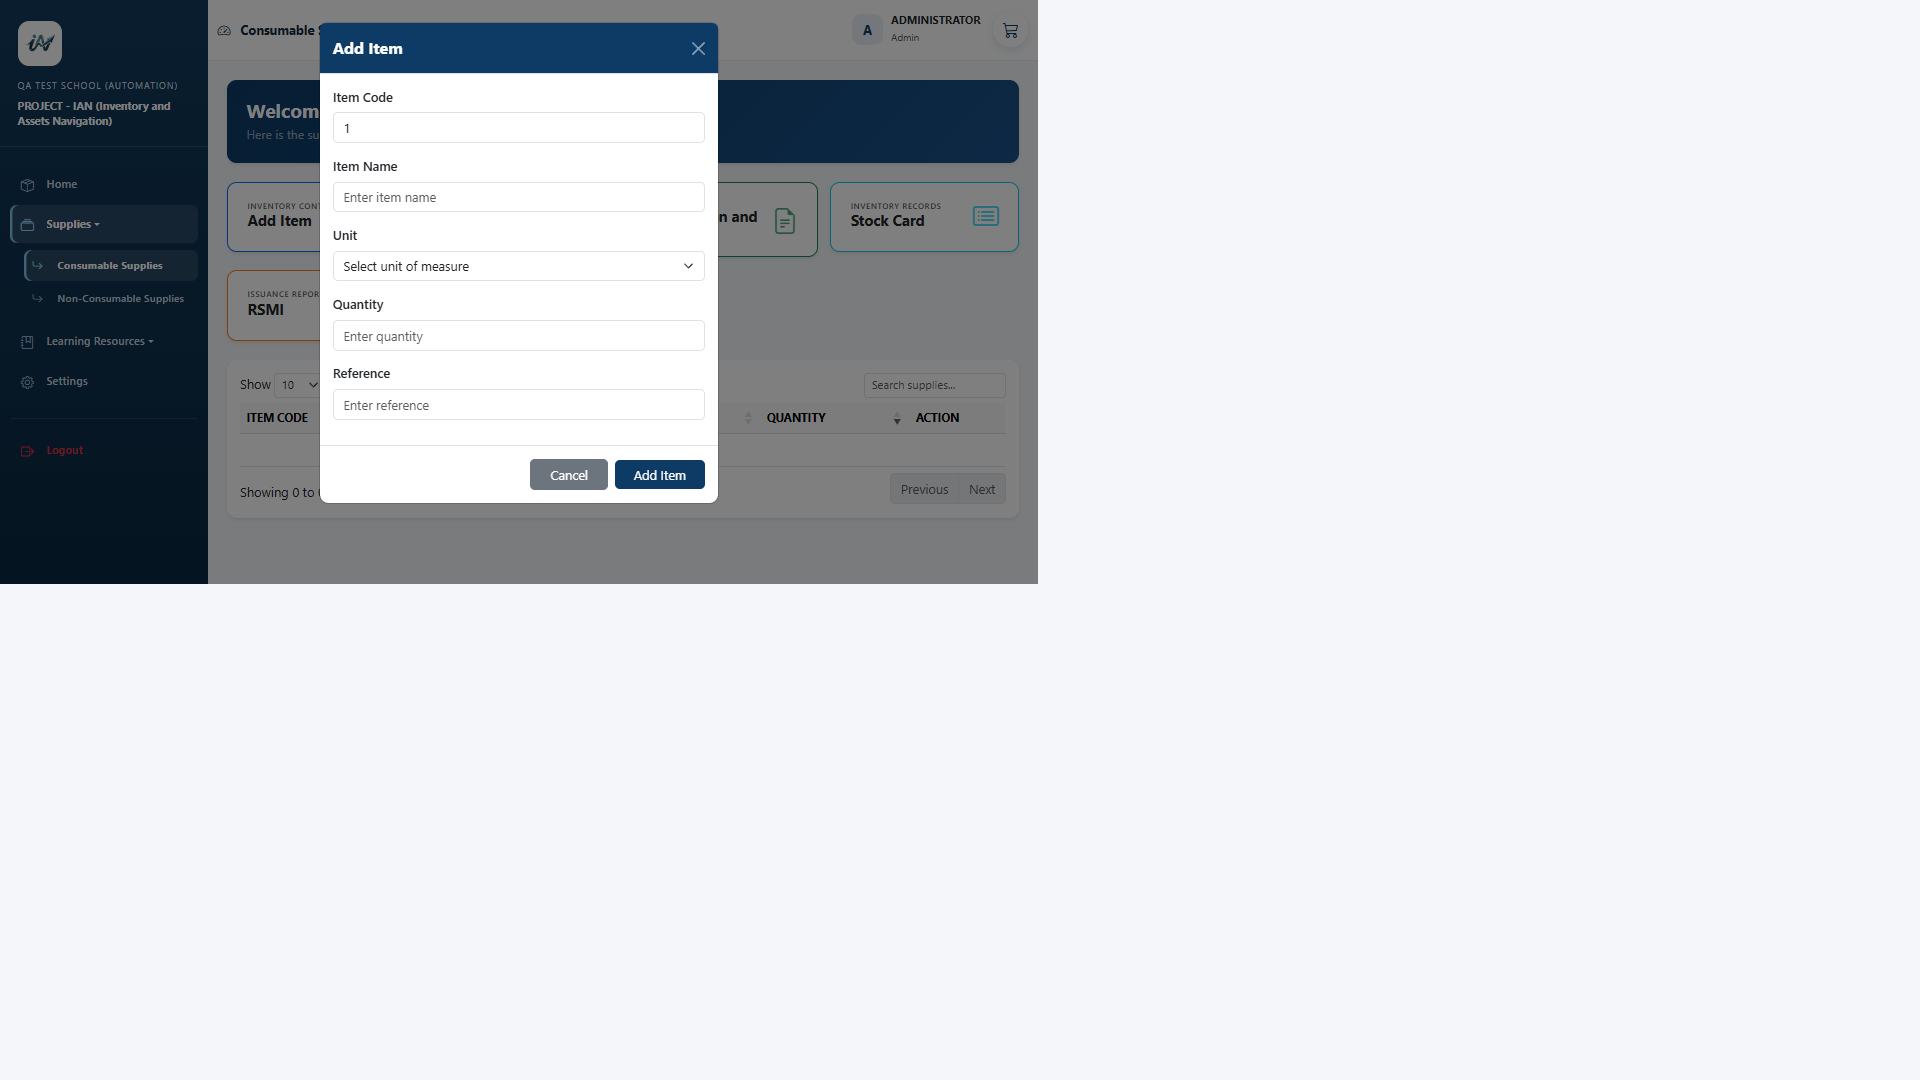 iAN
QA TEST SCHOOL (AUTOMATION)
PROJECT - IAN (Inventory and
Assets Navigation)
Home
Supplies
Consumable Supplies
Non-Consumable Supplies
Learning Resources
Settings
Logout
Consumable
A
ADMINISTRATOR
Admin
Welcom
Here is the su
INVENTORY CONT
Add Item
n and
INVENTORY RECORDS
Stock Card
ISSUANCE REPOR
RSMI
Show 10
Search supplies...
ITEM CODE
QUANTITY
ACTION
Showing 0 to
Previous
Next
Add Item
Item Code
1
Item Name
Enter item name
Unit
Select unit of measure
Quantity
Enter quantity
Reference
Enter reference
Cancel
Add Item